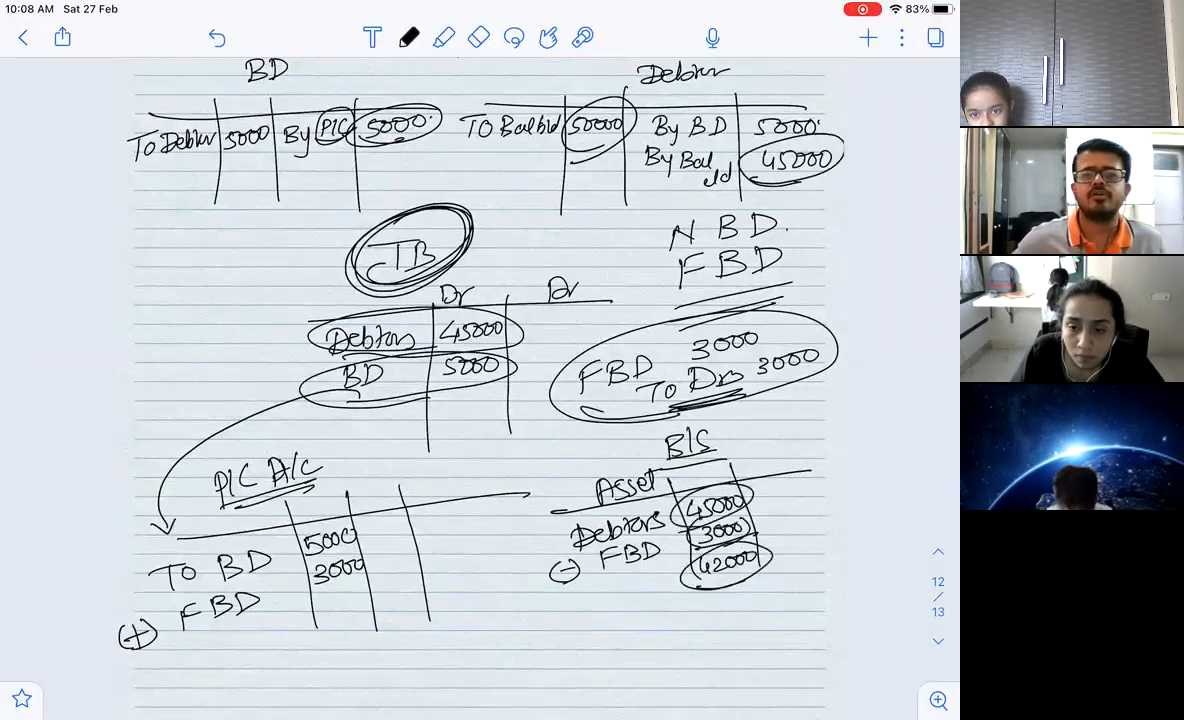 10:08 AM Sat 27 Feb
83%
BD
To Debtor 5000 By P/C 5000
Debtor
To Bal b/d 50000 By BD 5000
By Bal c/d 45000
TB
N BD
FBD
Dr Dr
Debtors 45000
BD 5000
FBD 3000
To Drs 3000
P/C A/C
To BD 5000
(+) FBD 3000
B/S
Asset
Debtors 45000
(-) FBD 3000
42000
12
/
13